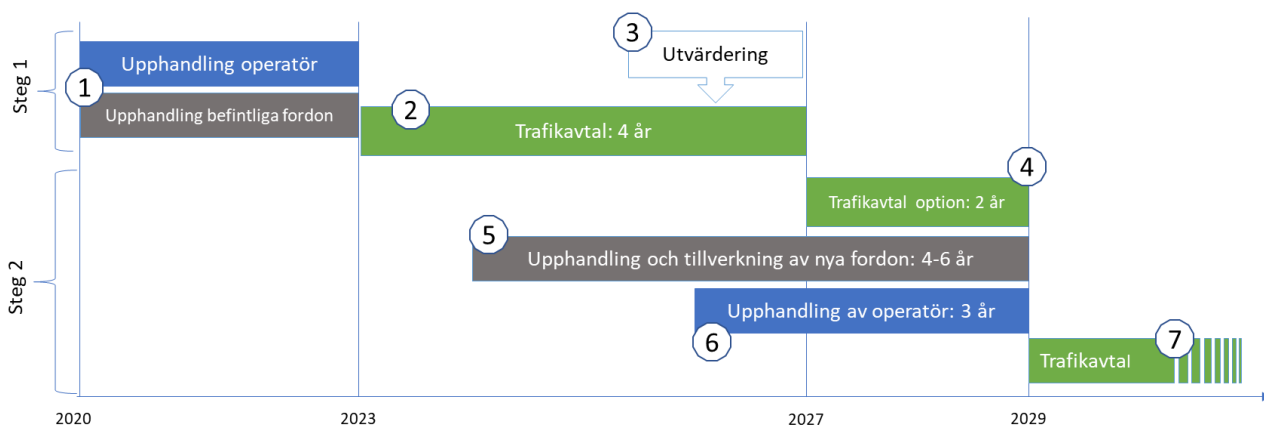 Steg 1
1
Upphandling operatör
Upphandling befintliga fordon
2
Trafikavtal: 4 år
3
Utvärdering
Steg 2
4
Trafikavtal option: 2 år
5
Upphandling och tillverkning av nya fordon: 4-6 år
6
Upphandling av operatör: 3 år
7
Trafikavtal
2020
2023
2027
2029